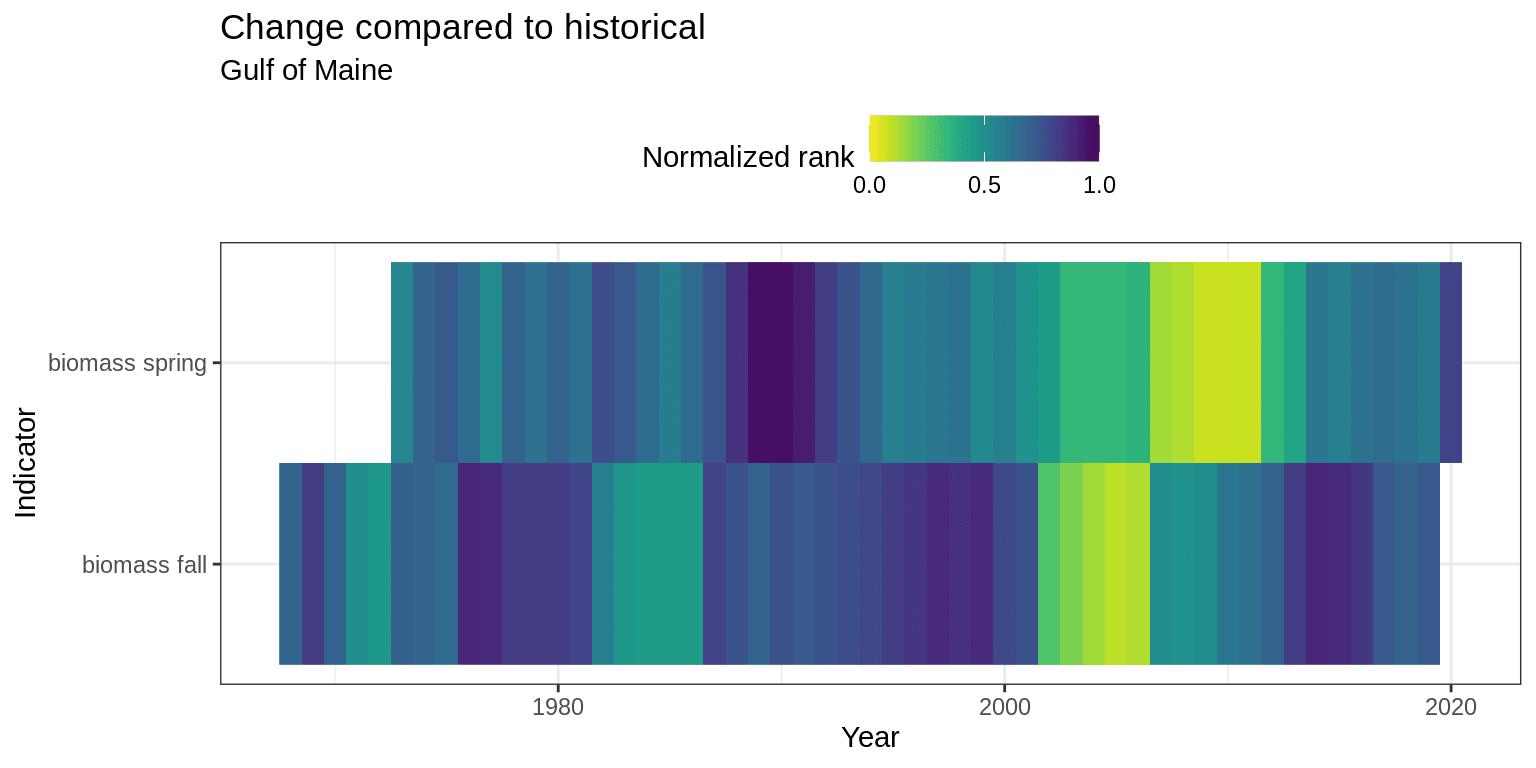 Change compared to historical
Gulf of Maine
Normalized rank
0.0 0.5 1.0
biomass spring
biomass fall
Indicator
1980 2000 2020
Year